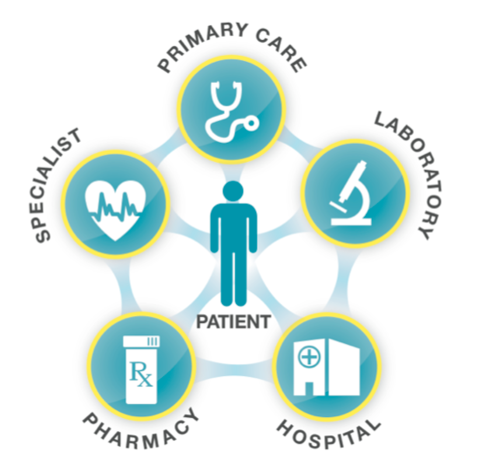 PRIMARY CARE
SPECIALIST
LABORATORY
PATIENT
Rx
PHARMACY
HOSPITAL